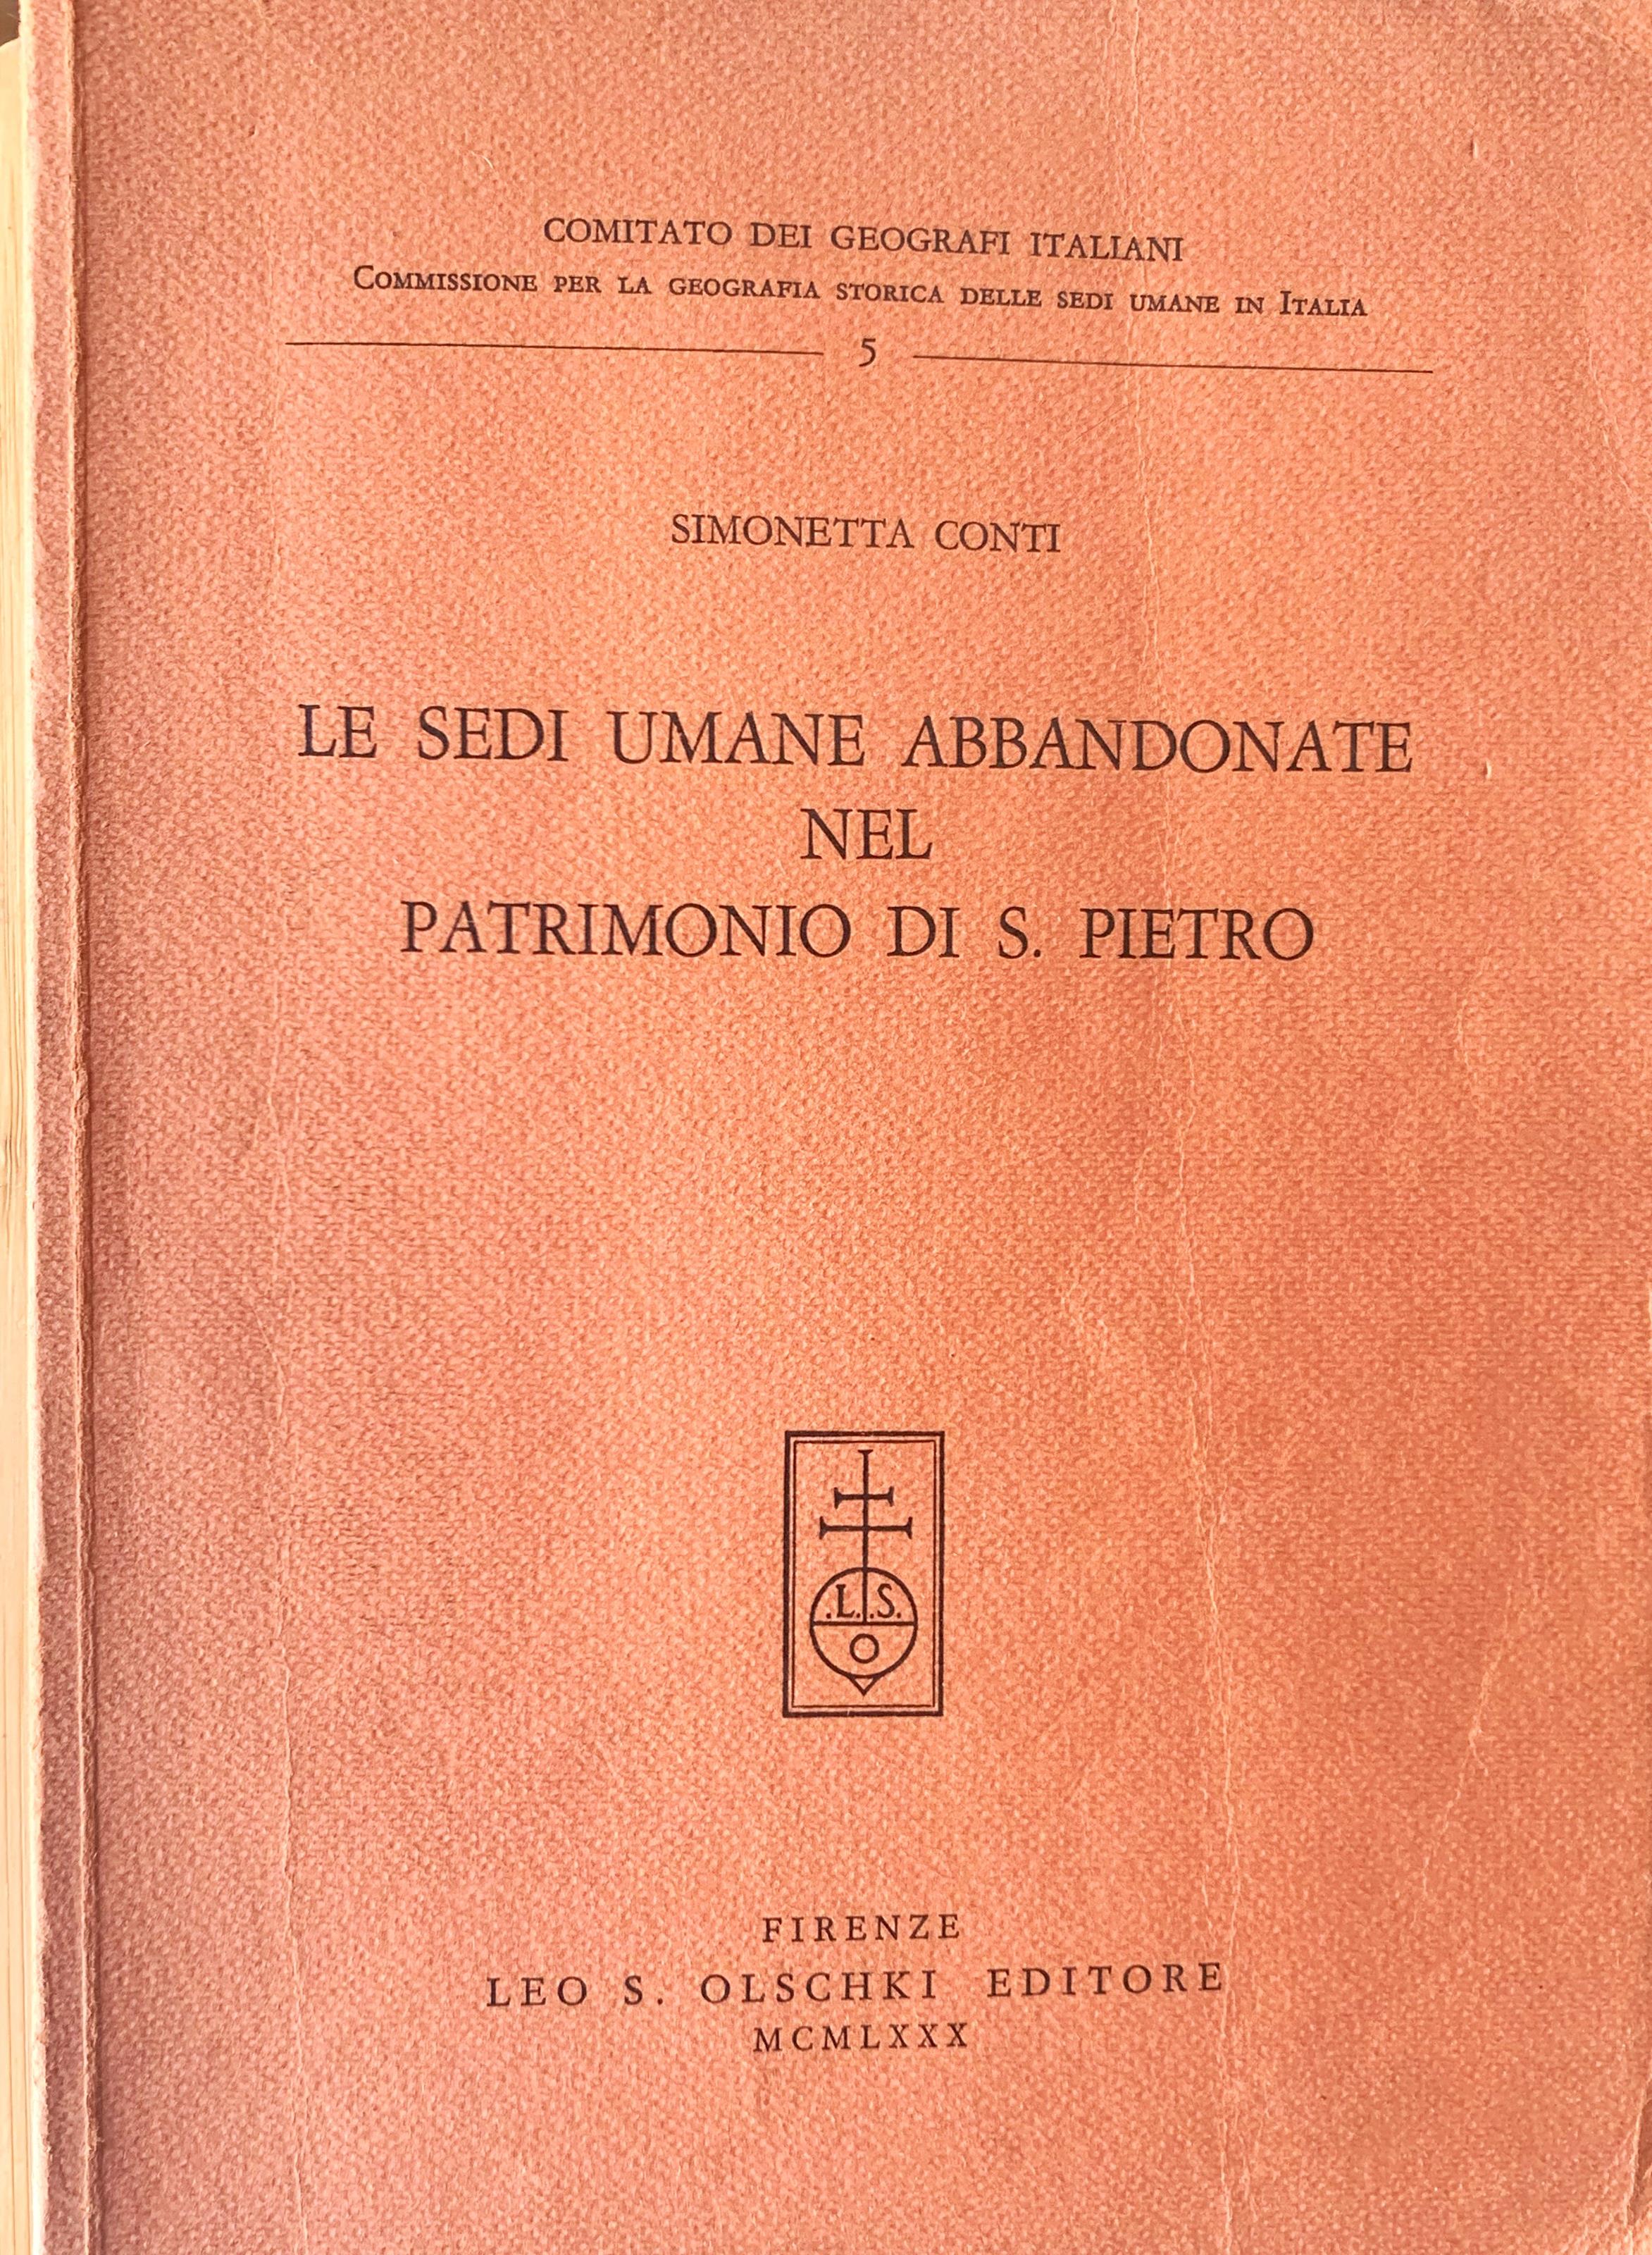 COMITATO DEI GEOGRAFI ITALIANI
COMMISSIONE PER LA GEOGRAFIA STORICA DELLE SEDI UMANE IN ITALIA
5
SIMONETTA CONTI
LE SEDI UMANE ABBANDONATE
NEL
PATRIMONIO DI S. PIETRO
.L.S.
O
FIRENZE
LEO S. OLSCHKI EDITORE
MCMLXXX